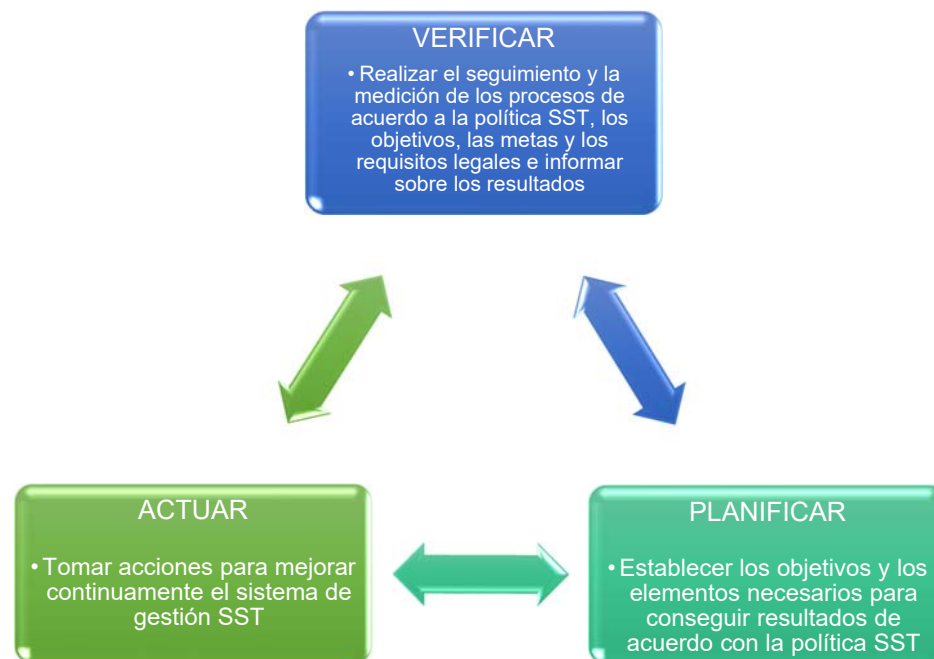 VERIFICAR
• Realizar el seguimiento y la
medición de los procesos de
acuerdo a la política SST, los
objetivos, las metas y los
requisitos legales e informar
sobre los resultados
ACTUAR
• Tomar acciones para mejorar
continuamente el sistema de
gestión SST
PLANIFICAR
• Establecer los objetivos y los
elementos necesarios para
conseguir resultados de
acuerdo con la política SST